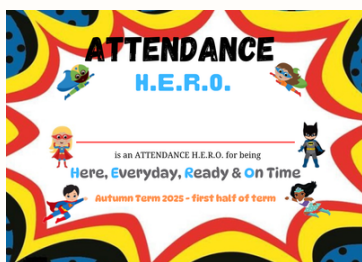 ATTENDANCE
H.E.R.O.
is an ATTENDANCE H.E.R.O. for being
Here, Everyday, Ready & On Time
Autumn Term 2025 - first half of term